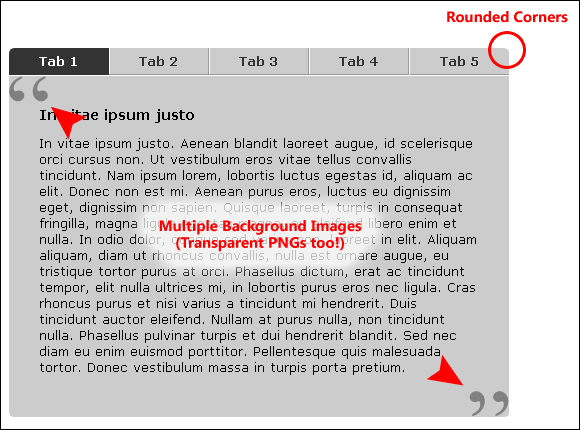 Rounded Corners
Tab 1 Tab 2 Tab 3 Tab 4 Tab 5
“
In vitae ipsum justo
In vitae ipsum justo. Aenean blandit laoreet augue, id scelerisque
orci cursus non. Ut vestibulum eros vitae tellus convallis
tincidunt. Nam ipsum lorem, lobortis luctus egestas id, aliquam ac
elit. Donec non est mi. Aenean purus eros, luctus eu dignissim
eget, dignissim non sapien. Quisque laoreet, turpis in consequat
fringilla, magna libero enim et
Multiple Background Images
nulla. In odio dolor, laoreet in elit. Aliquam
(Transparent PNGs too!)
aliquam, diam ut rhoncus convallis, nulla est ornare augue, eu
tristique tortor purus at orci. Phasellus dictum, erat ac tincidunt
tempor, elit nulla ultrices mi, in lobortis purus eros nec ligula. Cras
rhoncus purus et nisi varius a tincidunt mi hendrerit. Duis
tincidunt auctor eleifend. Nullam at purus nulla, non tincidunt
nulla. Phasellus pulvinar turpis et dui hendrerit blandit. Sed nec
diam eu enim euismod porttitor. Pellentesque quis malesuada
tortor. Donec vestibulum massa in turpis porta pretium.
”